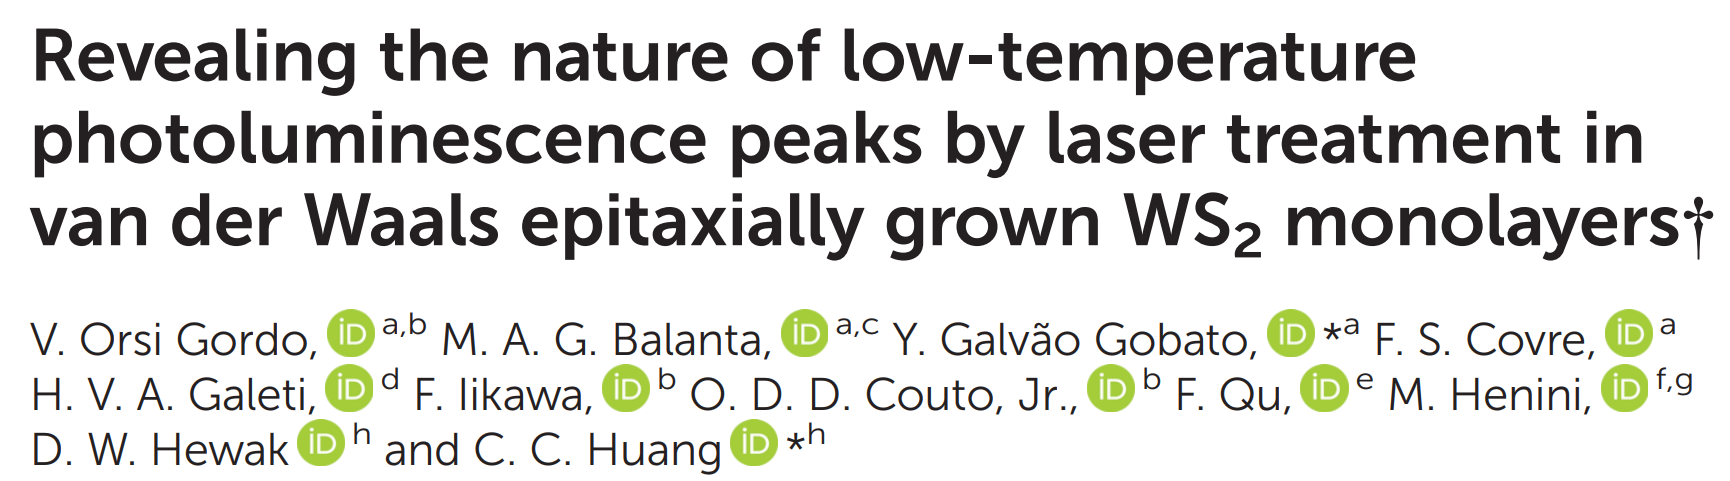 Revealing the nature of low-temperature
photoluminescence peaks by laser treatment in
van der Waals epitaxially grown WS₂ monolayers†
V. Orsi Gordo, iD a,b M. A. G. Balanta, iD a,c Y. Galvão Gobato, iD *a F. S. Covre, iD a
H. V. A. Galeti, iD d F. Iikawa, iD b O. D. D. Couto, Jr., iD b F. Qu, iD e M. Henini, iD f,g
D. W. Hewak iD h and C. C. Huang iD *h